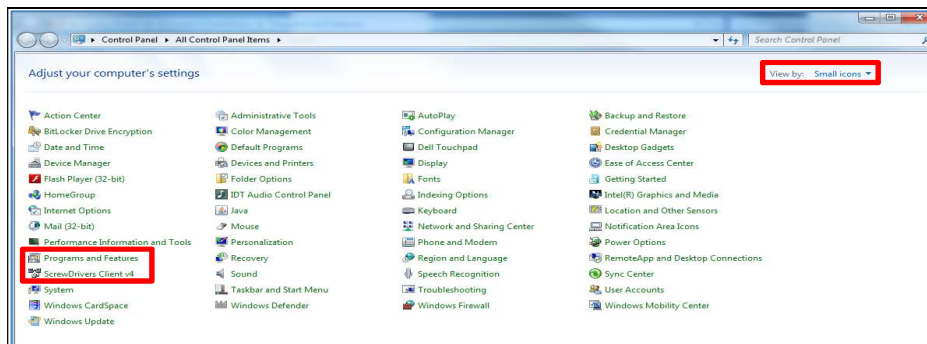 Control Panel ▸ All Control Panel Items ▸ Search Control Panel
Adjust your computer's settings View by: Small icons
Action Center Administrative Tools AutoPlay Backup and Restore
BitLocker Drive Encryption Color Management Configuration Manager Credential Manager
Date and Time Default Programs Dell Touchpad Desktop Gadgets
Device Manager Devices and Printers Display Ease of Access Center
Flash Player (32-bit) Folder Options Fonts Getting Started
HomeGroup IDT Audio Control Panel Indexing Options Intel(R) Graphics and Media
Internet Options Java Keyboard Location and Other Sensors
Mail (32-bit) Mouse Network and Sharing Center Notification Area Icons
Performance Information and Tools Personalization Phone and Modem Power Options
Programs and Features Recovery Region and Language RemoteApp and Desktop Connections
ScrewDrivers Client v4 Sound Speech Recognition Sync Center
System Taskbar and Start Menu Troubleshooting User Accounts
Windows CardSpace Windows Defender Windows Firewall Windows Mobility Center
Windows Update